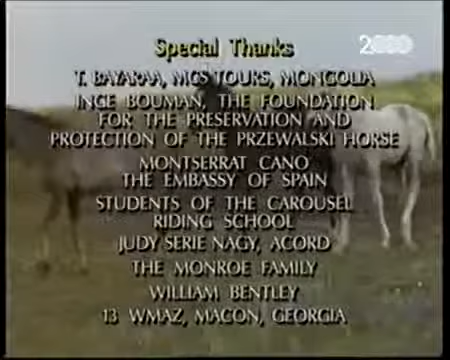 Special Thanks
2000
T. BAYARAA, MCS TOURS, MONGOLIA
INGE BOUMAN, THE FOUNDATION
FOR THE PRESERVATION AND
PROTECTION OF THE PRZEWALSKI HORSE
MONTSERRAT CANO
THE EMBASSY OF SPAIN
STUDENTS OF THE CAROUSEL
RIDING SCHOOL
JUDY SERIE NAGY, ACORD
THE MONROE FAMILY
WILLIAM BENTLEY
13 WMAZ, MACON, GEORGIA